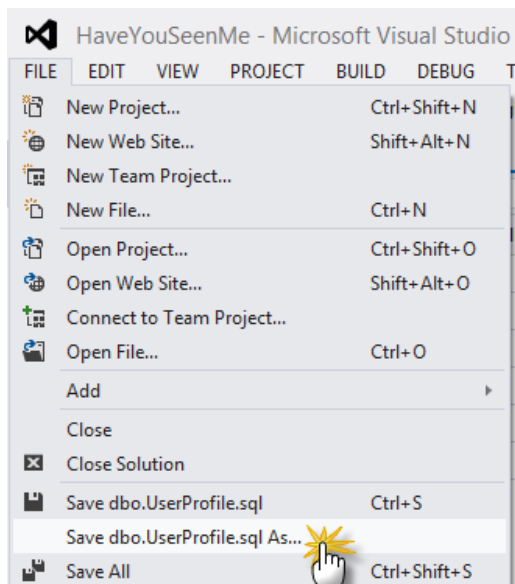 HaveYouSeenMe - Microsoft Visual Studio
FILE EDIT VIEW PROJECT BUILD DEBUG
New Project... Ctrl+Shift+N
New Web Site... Shift+Alt+N
New Team Project...
New File... Ctrl+N
Open Project... Ctrl+Shift+O
Open Web Site... Shift+Alt+O
Connect to Team Project...
Open File... Ctrl+O
Add
Close
Close Solution
Save dbo.UserProfile.sql Ctrl+S
Save dbo.UserProfile.sql As...
Save All Ctrl+Shift+S